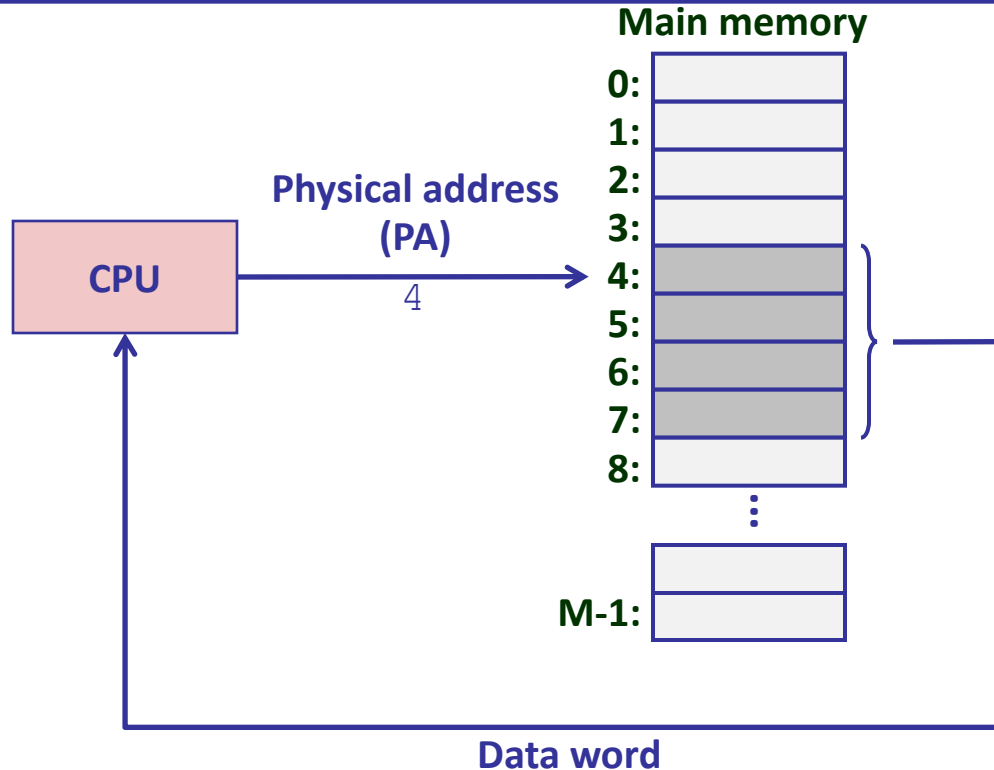 Main memory
0:
1:
2:
Physical address
(PA)
3:
CPU
4
4:
5:
6:
7:
8:
...
M-1:
Data word